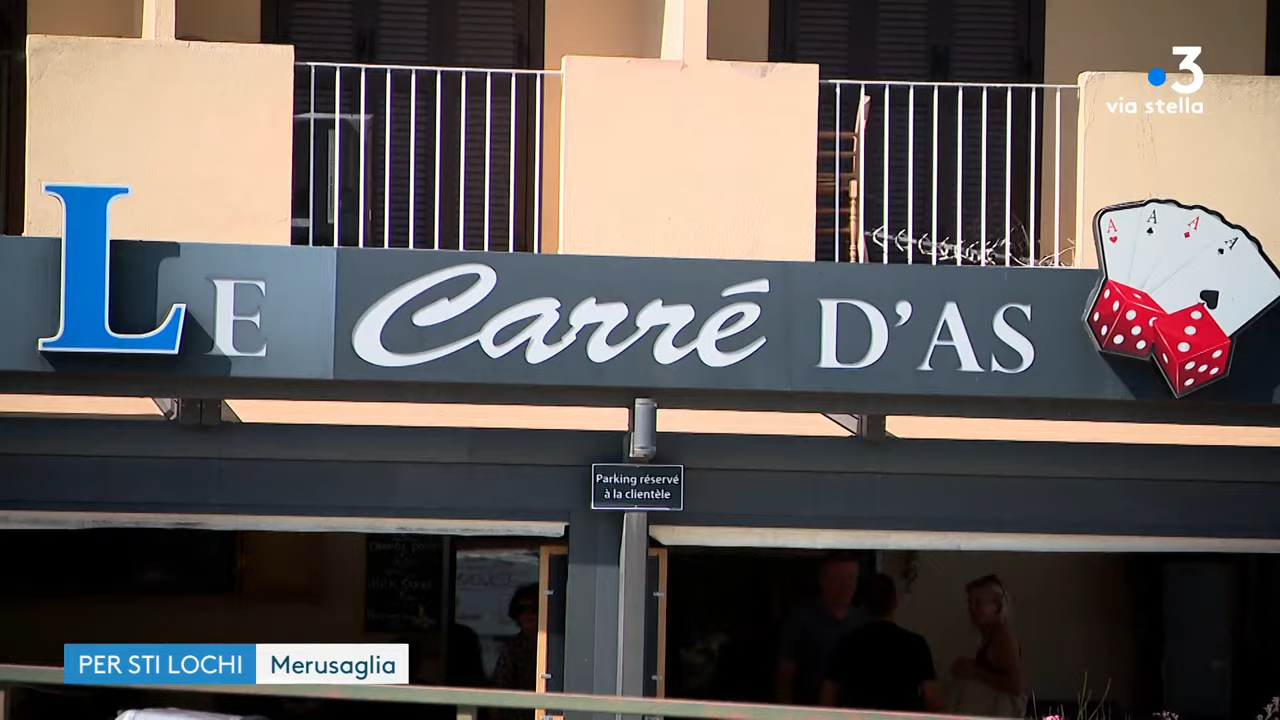 3
via stella
LE Carré D'AS
A A A A
Parking réservé
à la clientèle
PER STI LOCHI Merusaglia